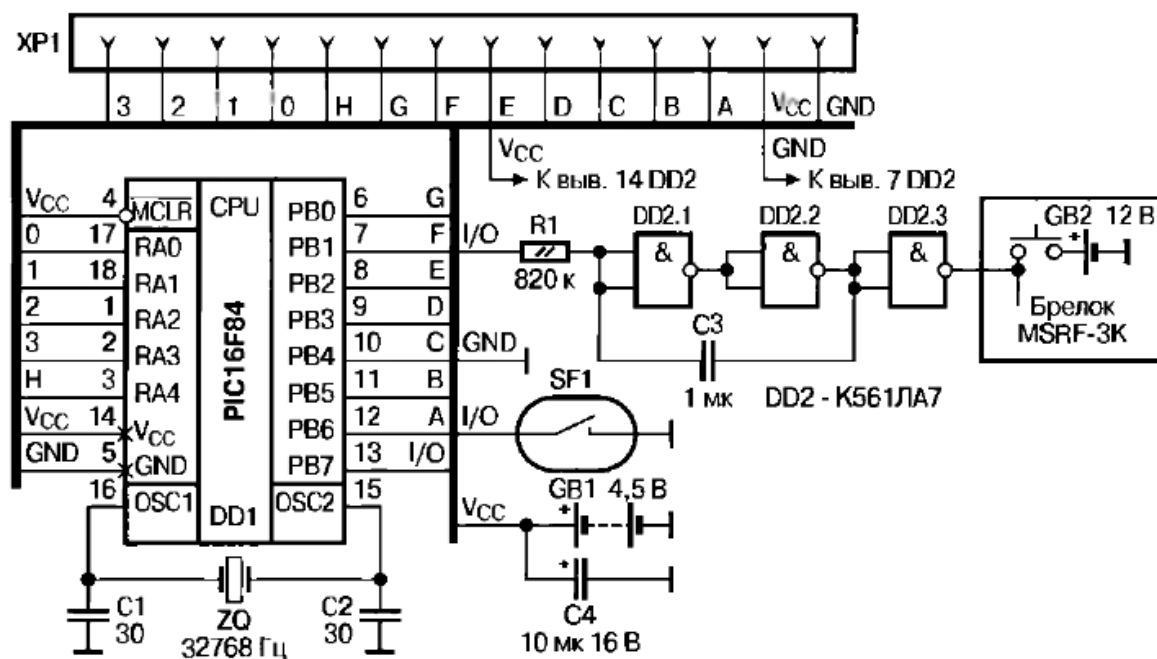 XP1
3 2 1 0 H G F E D C B A VCC GND
VCC
К выв. 14 DD2
GND
К выв. 7 DD2
VCC 4 MCLR
0 17 RA0
1 18 RA1
2 1 RA2
3 2 RA3
H 3 RA4
VCC 14 VCC
GND 5 GND
16 OSC1
CPU
PIC16F84
DD1
PB0 6 G
PB1 7 F I/O
PB2 8 E
PB3 9 D
PB4 10 C GND
PB5 11 B
PB6 12 A I/O
PB7 13 I/O
OSC2 15
R1
820 к
DD2.1
&
DD2.2
&
DD2.3
&
GB2 12 В
Брелок
MSRF-3K
C3
1 мк
DD2 - К561ЛА7
SF1
VCC
GB1 4,5 В
C4
10 мк 16 В
C1
30
ZQ
32768 Гц
C2
30